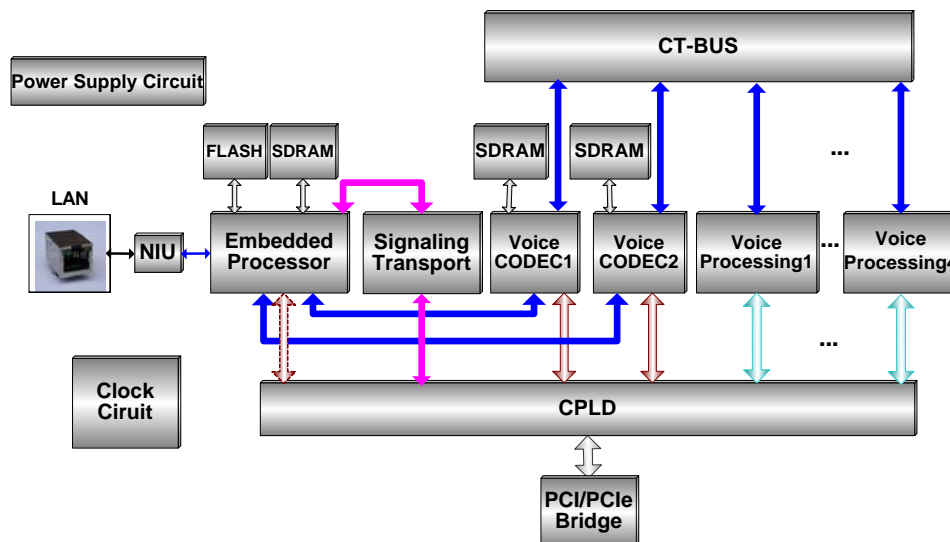 CT-BUS
Power Supply Circuit
FLASH
SDRAM
SDRAM
SDRAM
...
LAN
NIU
Embedded
Processor
Signaling
Transport
Voice
CODEC1
Voice
CODEC2
Voice
Processing1
...
Voice
Processing4
...
Clock
Ciruit
CPLD
PCI/PCIe
Bridge